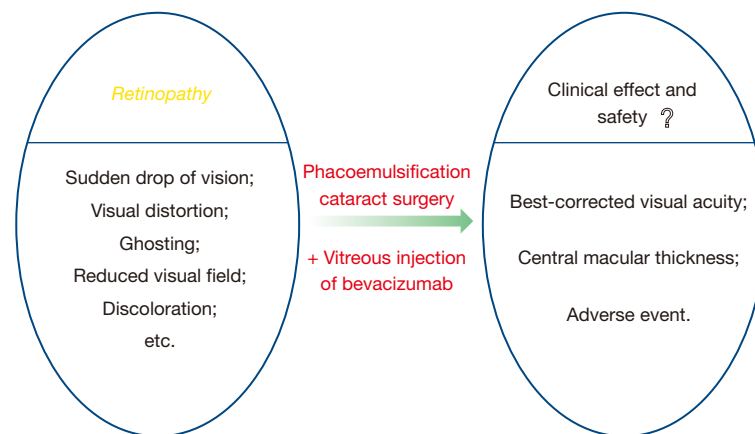 Retinopathy
Sudden drop of vision;
Visual distortion;
Ghosting;
Reduced visual field;
Discoloration;
etc.
Phacoemulsification
cataract surgery
+ Vitreous injection
of bevacizumab
Clinical effect and
safety ?
Best-corrected visual acuity;
Central macular thickness;
Adverse event.